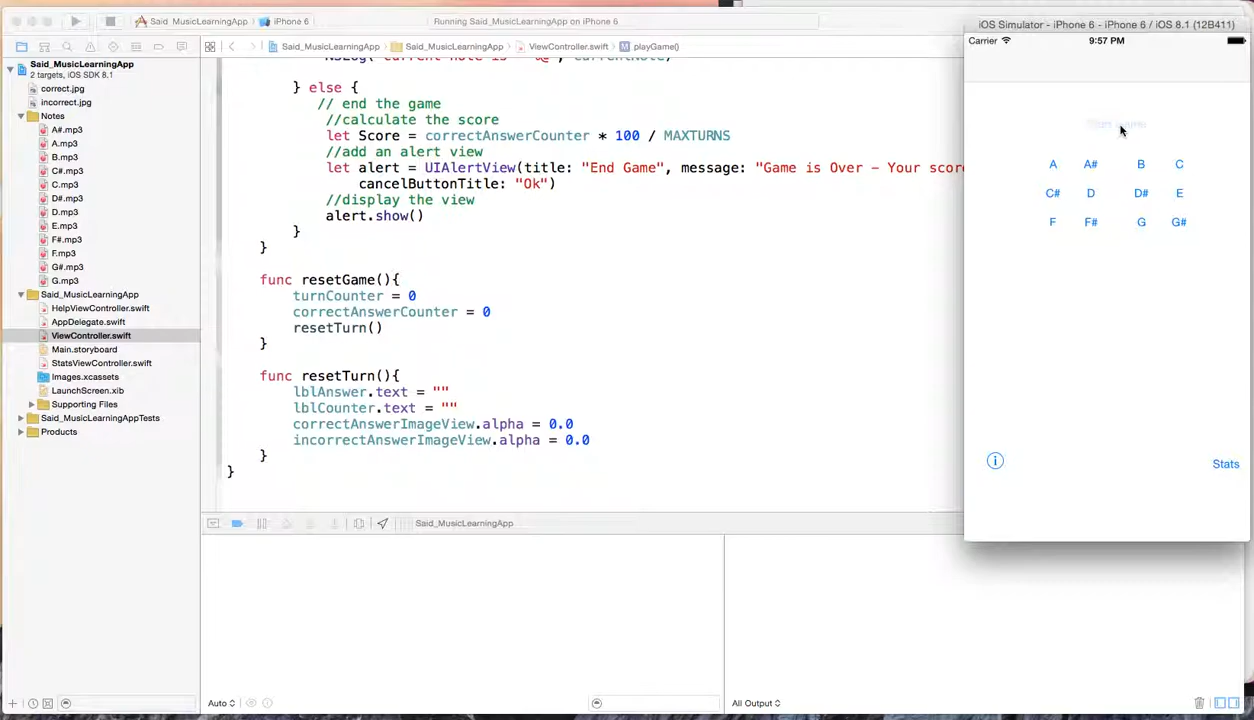 Said_MusicLearningApp
iPhone 6
Running Said_MusicLearningApp on iPhone 6
Said_MusicLearningApp
Said_MusicLearningApp
ViewController.swift
playGame()
Said_MusicLearningApp
2 targets, iOS SDK 8.1
correct.jpg
incorrect.jpg
Notes
A#.mp3
A.mp3
B.mp3
C#.mp3
C.mp3
D#.mp3
D.mp3
E.mp3
F#.mp3
F.mp3
G#.mp3
G.mp3
Said_MusicLearningApp
HelpViewController.swift
AppDelegate.swift
ViewController.swift
Main.storyboard
StatsViewController.swift
Images.xcassets
LaunchScreen.xib
Supporting Files
Said_MusicLearningAppTests
Products
} else {
// end the game
//calculate the score
let Score = correctAnswerCounter * 100 / MAXTURNS
//add an alert view
let alert = UIAlertView(title: "End Game", message: "Game is Over – Your scor
cancelButtonTitle: "Ok")
//display the view
alert.show()
}
}
func resetGame(){
turnCounter = 0
correctAnswerCounter = 0
resetTurn()
}
func resetTurn(){
lblAnswer.text = ""
lblCounter.text = ""
correctAnswerImageView.alpha = 0.0
incorrectAnswerImageView.alpha = 0.0
}
}
Said_MusicLearningApp
Auto
All Output
iOS Simulator - iPhone 6 - iPhone 6 / iOS 8.1 (12B411)
Carrier 9:57 PM
A A# B C
C# D D# E
F F# G G#
i Stats